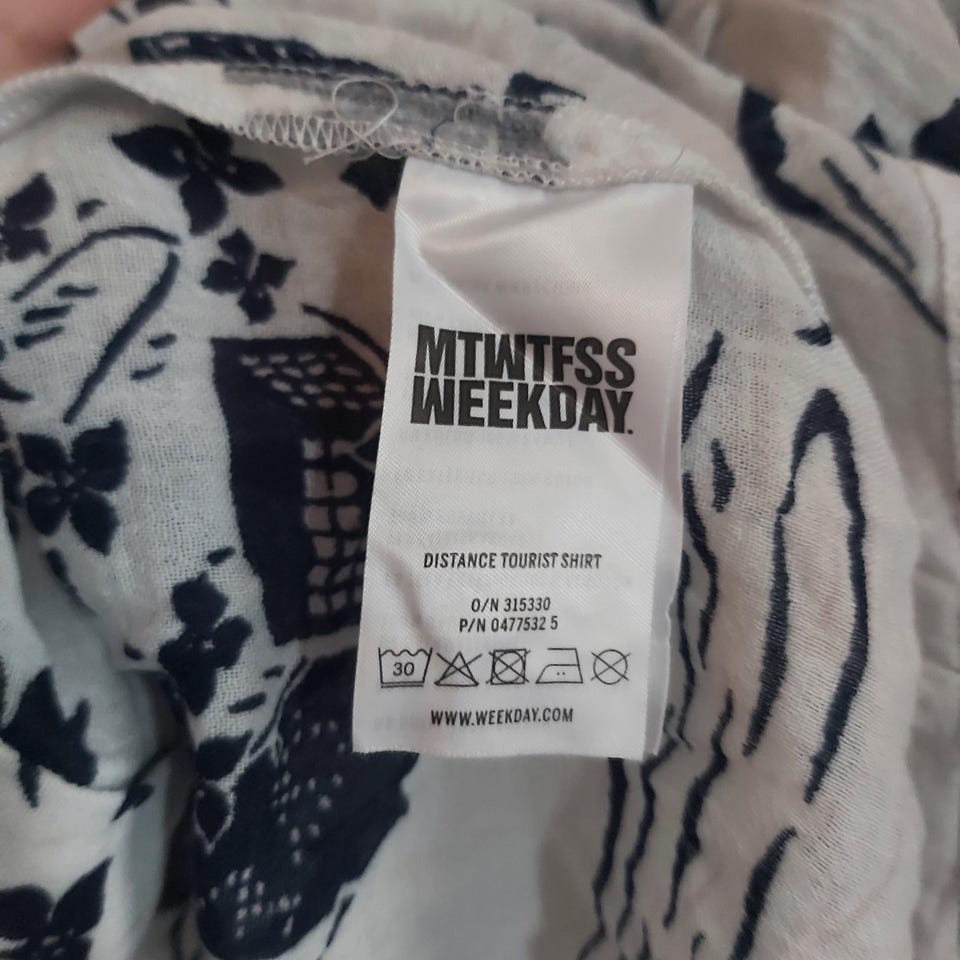 MTWTFSS
WEEKDAY.
DISTANCE TOURIST SHIRT
O/N 315330
P/N 0477532 5
30
WWW.WEEKDAY.COM